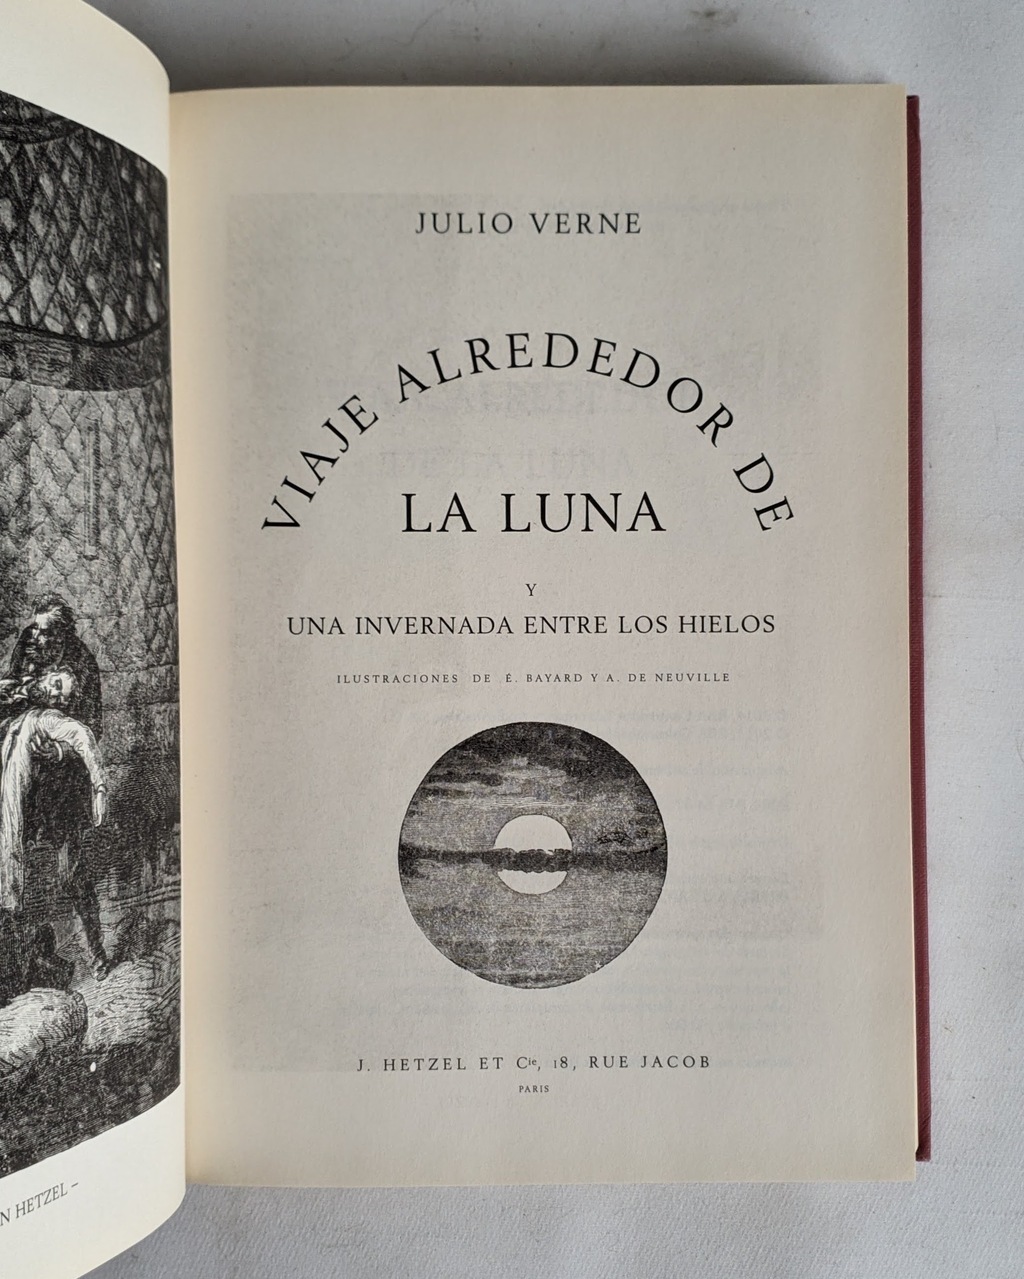 JULIO VERNE
VIAJE ALREDEDOR DE
LA LUNA
Y
UNA INVERNADA ENTRE LOS HIELOS
ILUSTRACIONES DE É. BAYARD Y A. DE NEUVILLE
J. HETZEL ET Cie, 18, RUE JACOB
PARIS
N HETZEL –